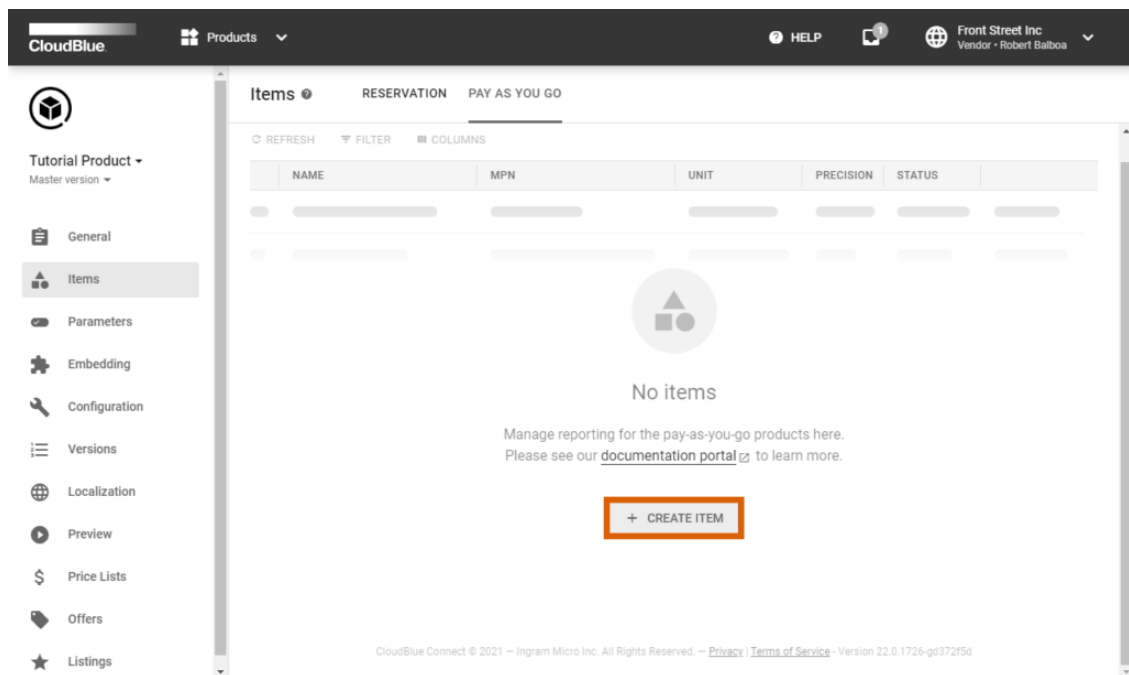 CloudBlue.
Products
HELP
1
Front Street Inc
Vendor • Robert Balboa
Tutorial Product
Master version
General
Items
Parameters
Embedding
Configuration
Versions
Localization
Preview
Price Lists
Offers
Listings
Items
RESERVATION
PAY AS YOU GO
REFRESH
FILTER
COLUMNS
NAME MPN UNIT PRECISION STATUS
No items
Manage reporting for the pay-as-you-go products here.
Please see our documentation portal to learn more.
+ CREATE ITEM
CloudBlue Connect © 2021 — Ingram Micro Inc. All Rights Reserved. — Privacy | Terms of Service - Version 22.0.1726-gd372f5d